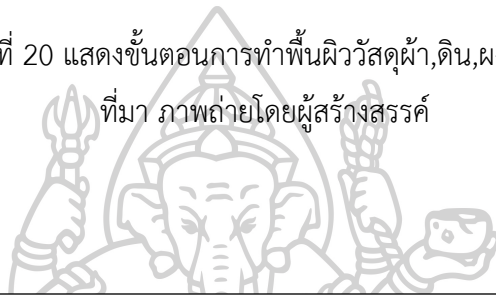 ที่ 20 แสดงขั้นตอนการทำพื้นผิววัสดุผ้า,ดิน,ผ
ที่มา ภาพถ่ายโดยผู้สร้างสรรค์